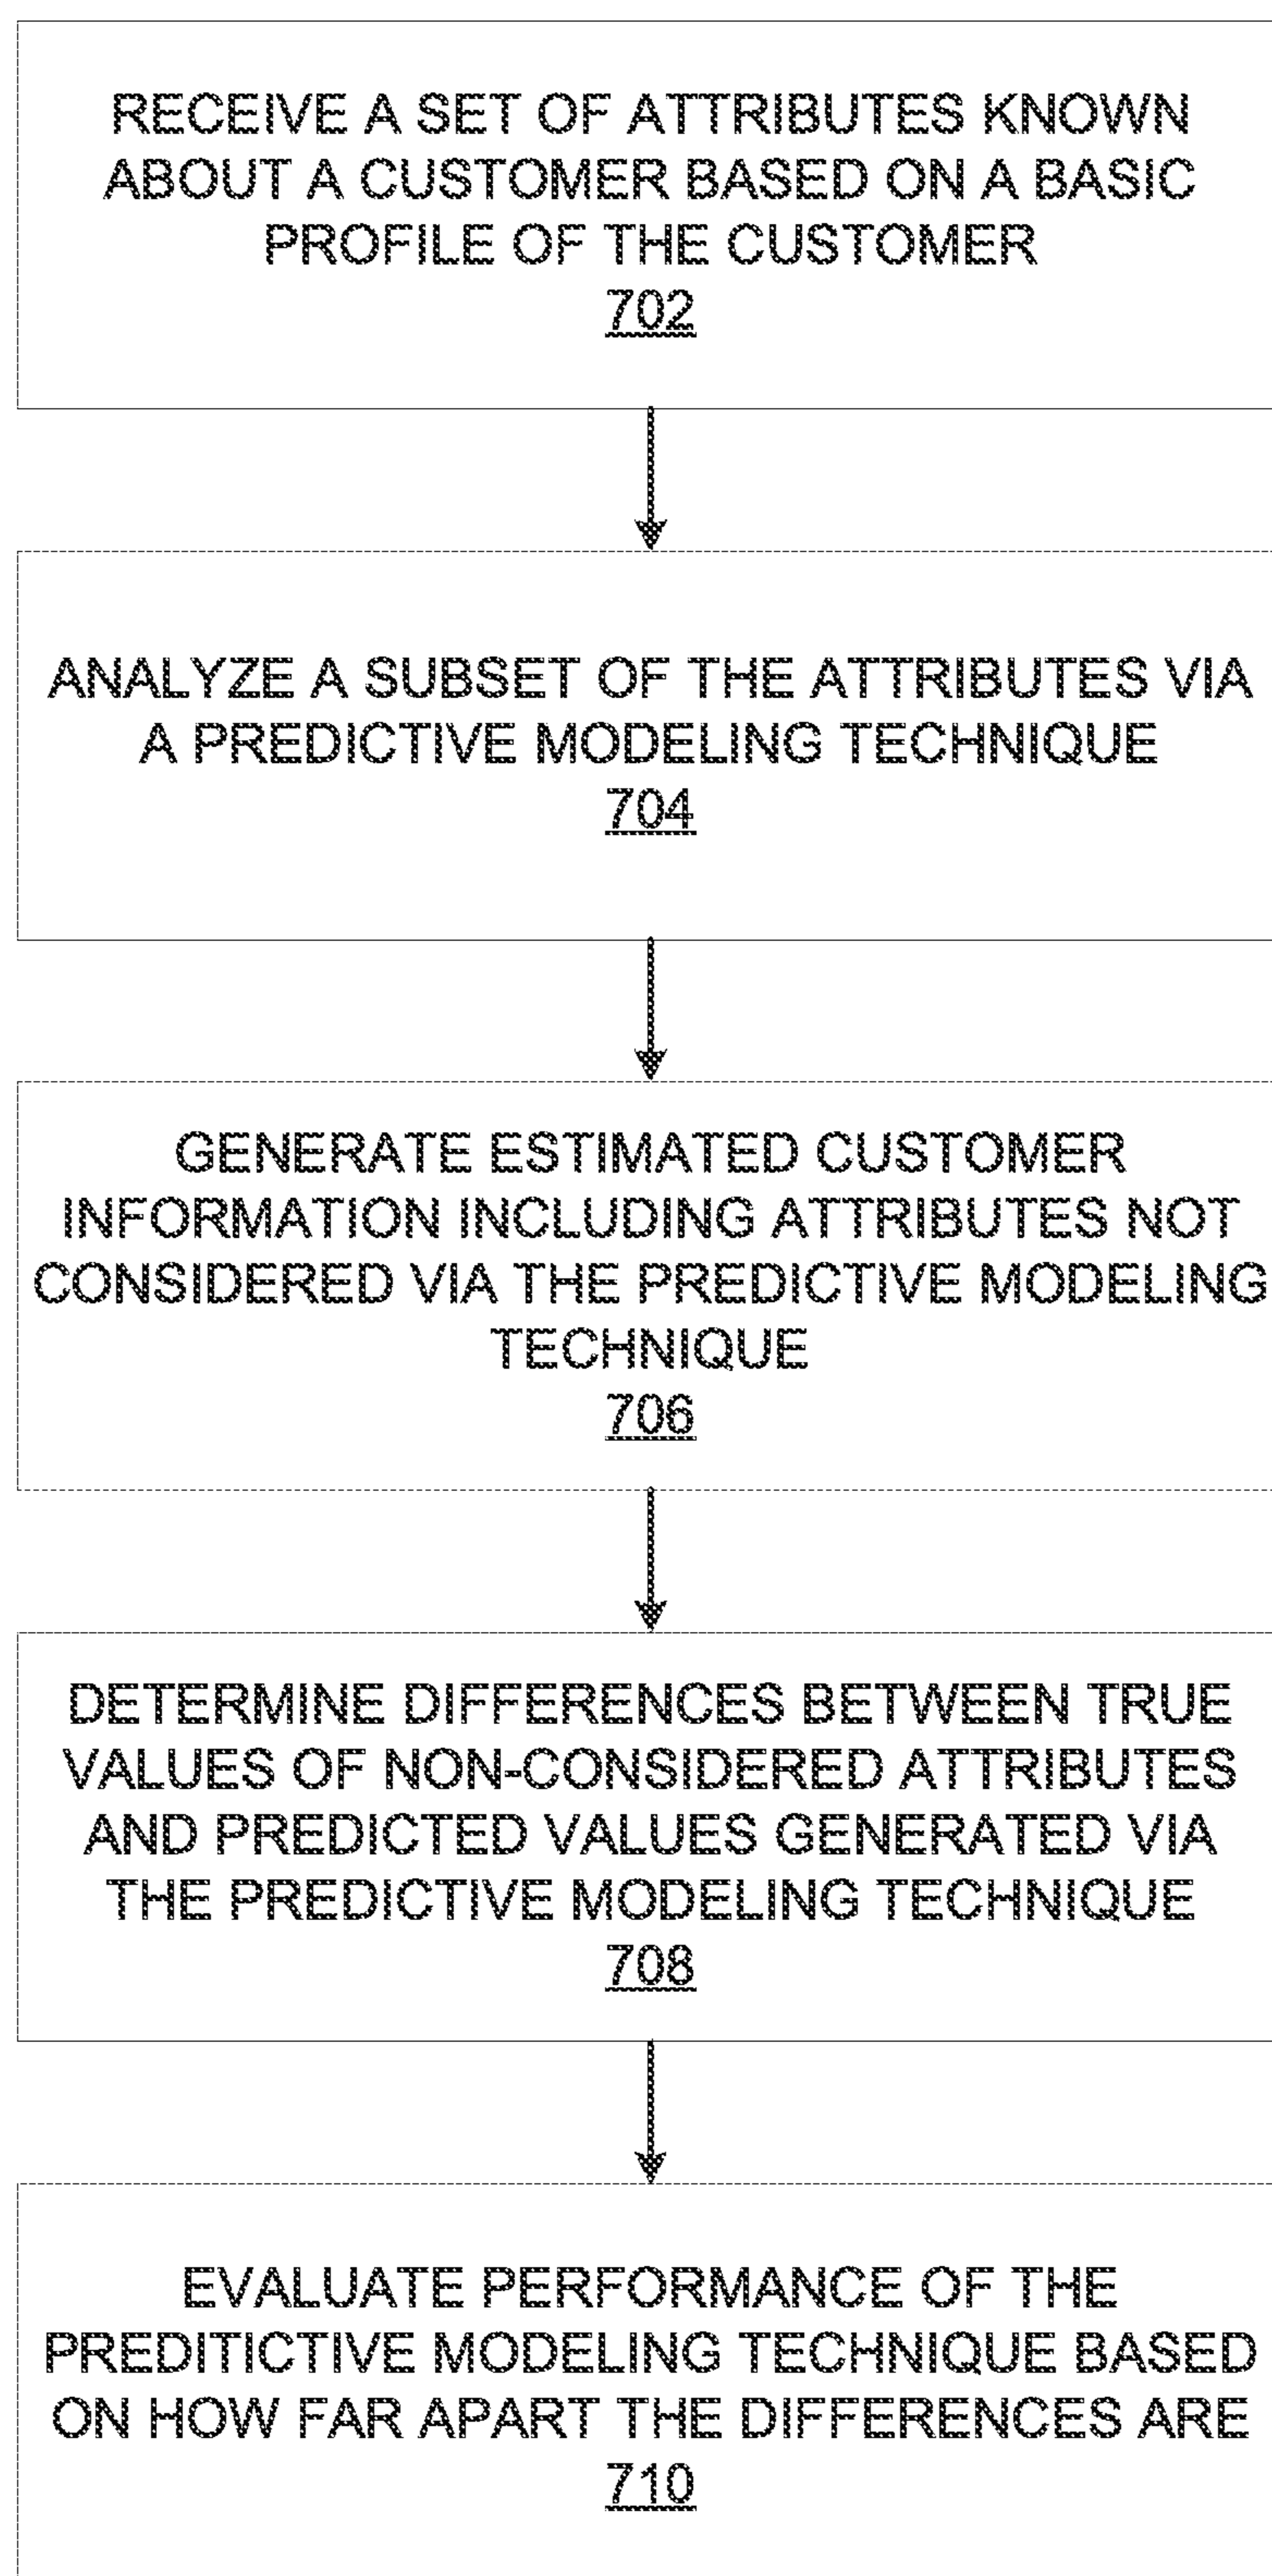 RECEIVE A SET OF ATTRIBUTES KNOWN
ABOUT A CUSTOMER BASED ON A BASIC
PROFILE OF THE CUSTOMER
702
ANALYZE A SUBSET OF THE ATTRIBUTES VIA
A PREDICTIVE MODELING TECHNIQUE
704
GENERATE ESTIMATED CUSTOMER
INFORMATION INCLUDING ATTRIBUTES NOT
CONSIDERED VIA THE PREDICTIVE MODELING
TECHNIQUE
706
DETERMINE DIFFERENCES BETWEEN TRUE
VALUES OF NON-CONSIDERED ATTRIBUTES
AND PREDICTED VALUES GENERATED VIA
THE PREDICTIVE MODELING TECHNIQUE
708
EVALUATE PERFORMANCE OF THE
PREDITICTIVE MODELING TECHNIQUE BASED
ON HOW FAR APART THE DIFFERENCES ARE
710